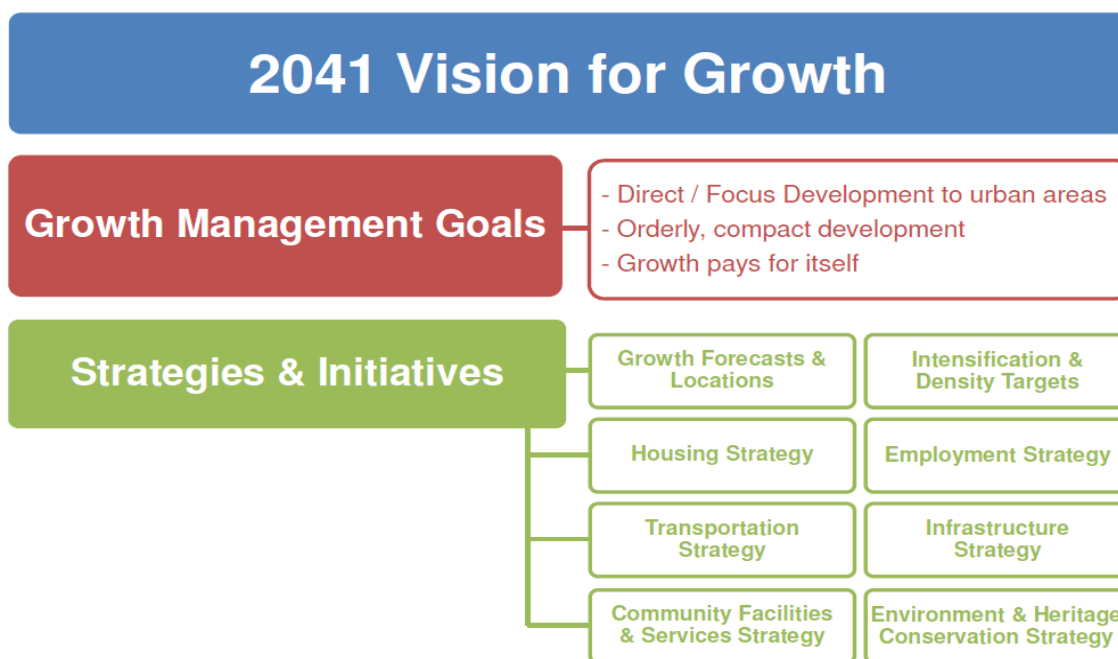 2041 Vision for Growth
Growth Management Goals
- Direct / Focus Development to urban areas
- Orderly, compact development
- Growth pays for itself
Strategies & Initiatives
Growth Forecasts &
Locations
Intensification &
Density Targets
Housing Strategy
Employment Strategy
Transportation
Strategy
Infrastructure
Strategy
Community Facilities
& Services Strategy
Environment & Heritage
Conservation Strategy